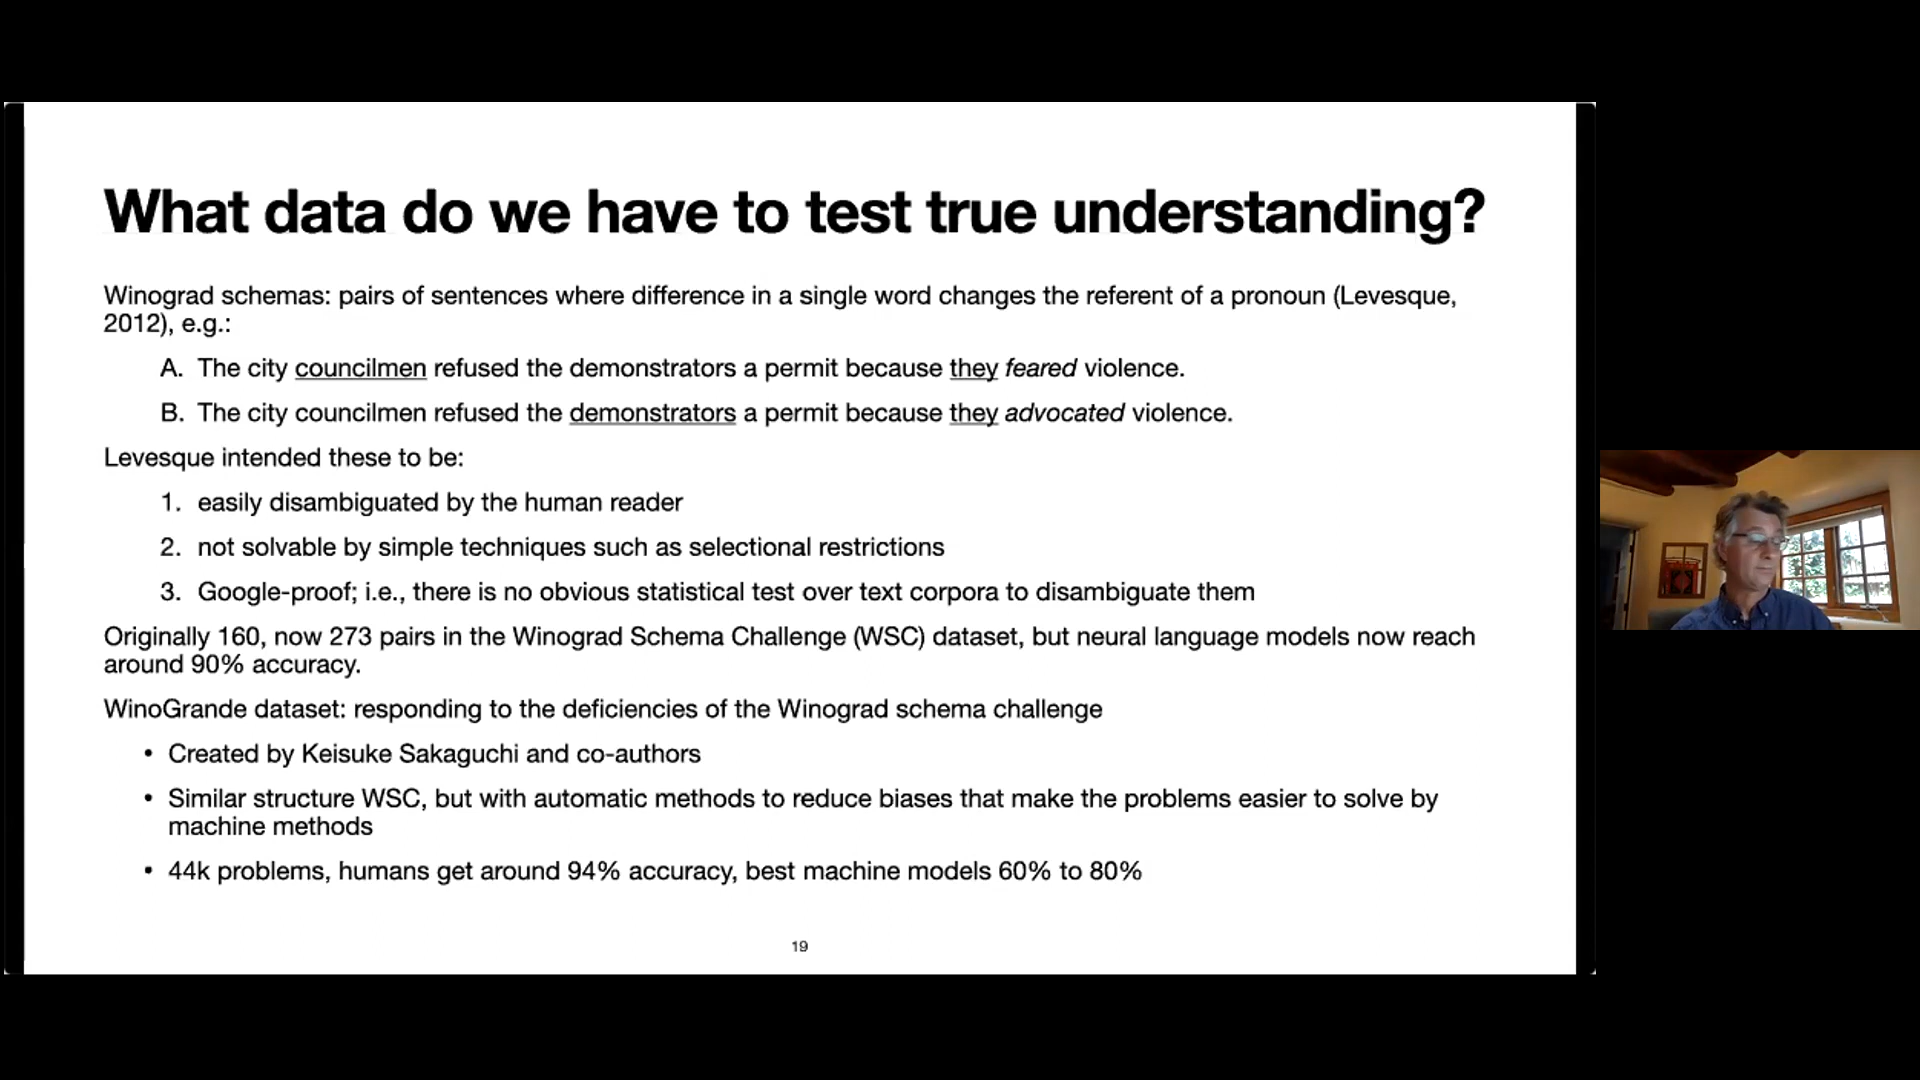 What data do we have to test true understanding?
Winograd schemas: pairs of sentences where difference in a single word changes the referent of a pronoun (Levesque,
2012), e.g.:
A. The city councilmen refused the demonstrators a permit because they feared violence.
B. The city councilmen refused the demonstrators a permit because they advocated violence.
Levesque intended these to be:
1. easily disambiguated by the human reader
2. not solvable by simple techniques such as selectional restrictions
3. Google-proof; i.e., there is no obvious statistical test over text corpora to disambiguate them
Originally 160, now 273 pairs in the Winograd Schema Challenge (WSC) dataset, but neural language models now reach
around 90% accuracy.
WinoGrande dataset: responding to the deficiencies of the Winograd schema challenge
• Created by Keisuke Sakaguchi and co-authors
• Similar structure WSC, but with automatic methods to reduce biases that make the problems easier to solve by
machine methods
• 44k problems, humans get around 94% accuracy, best machine models 60% to 80%
19